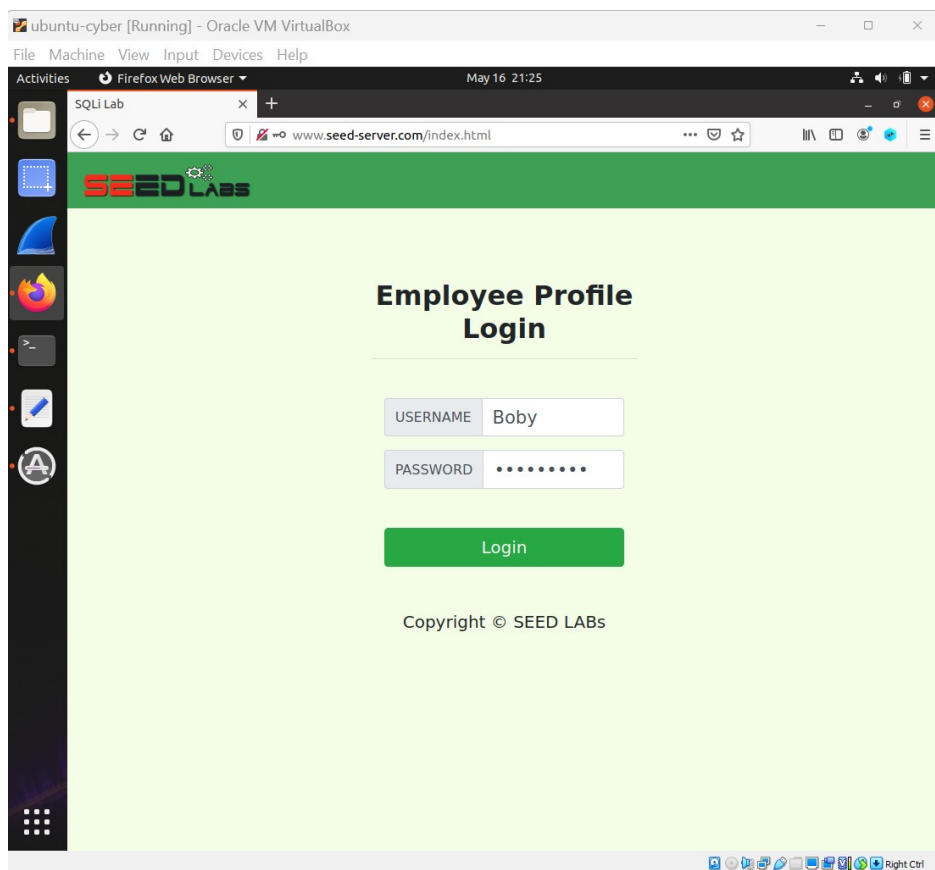 ubuntu-cyber [Running] - Oracle VM VirtualBox
File Machine View Input Devices Help
Activities Firefox Web Browser May 16 21:25
SQLi Lab
www.seed-server.com/index.html
SEED LABS
Employee Profile
Login
USERNAME Boby
PASSWORD •••••••••
Login
Copyright © SEED LABs
Right Ctrl